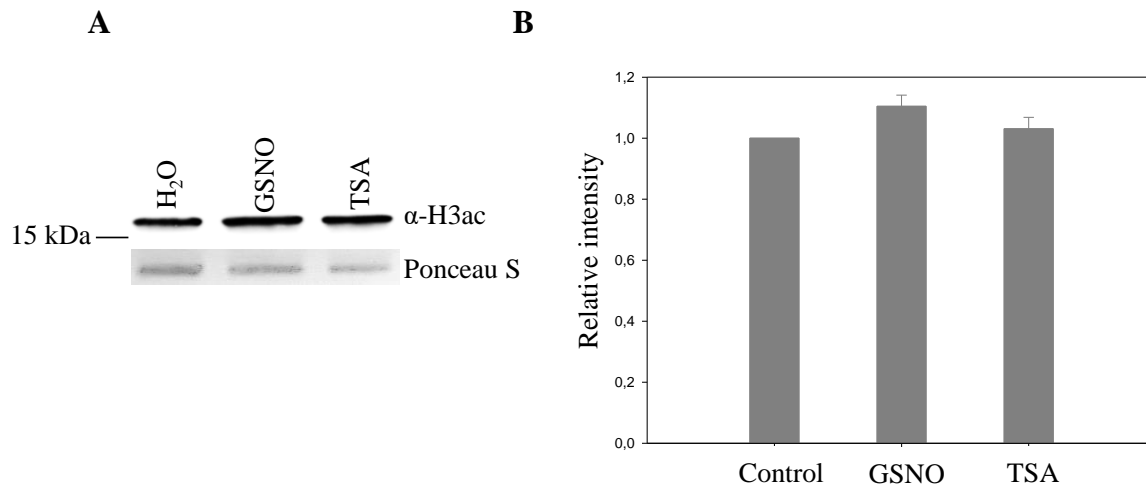 A
H₂O
GSNO
TSA
α-H3ac
15 kDa
Ponceau S
B
Relative intensity
1,2
1,0
0,8
0,6
0,4
0,2
0,0
Control
GSNO
TSA